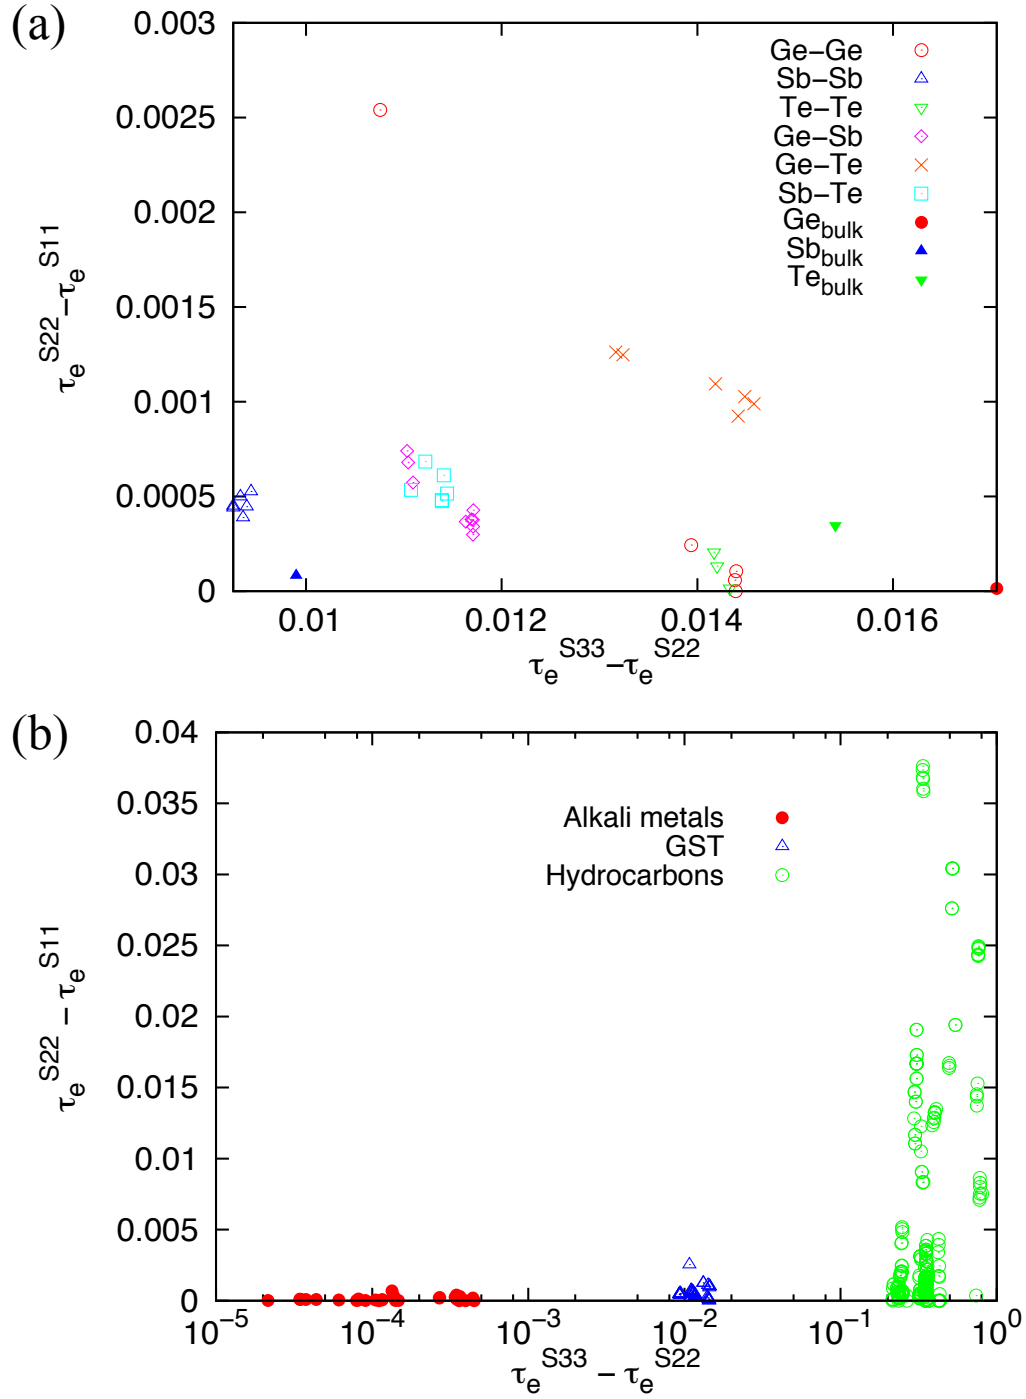 (a)
0.003
0.0025
0.002
0.0015
0.001
0.0005
0
τe^S22−τe^S11
Ge−Ge
Sb−Sb
Te−Te
Ge−Sb
Ge−Te
Sb−Te
Ge_bulk
Sb_bulk
Te_bulk
0.01 0.012 0.014 0.016
τe^S33−τe^S22
(b)
0.04
0.035
0.03
0.025
0.02
0.015
0.01
0.005
0
τe^S22 − τe^S11
Alkali metals
GST
Hydrocarbons
10^−5 10^−4 10^−3 10^−2 10^−1 10^0
τe^S33 − τe^S22